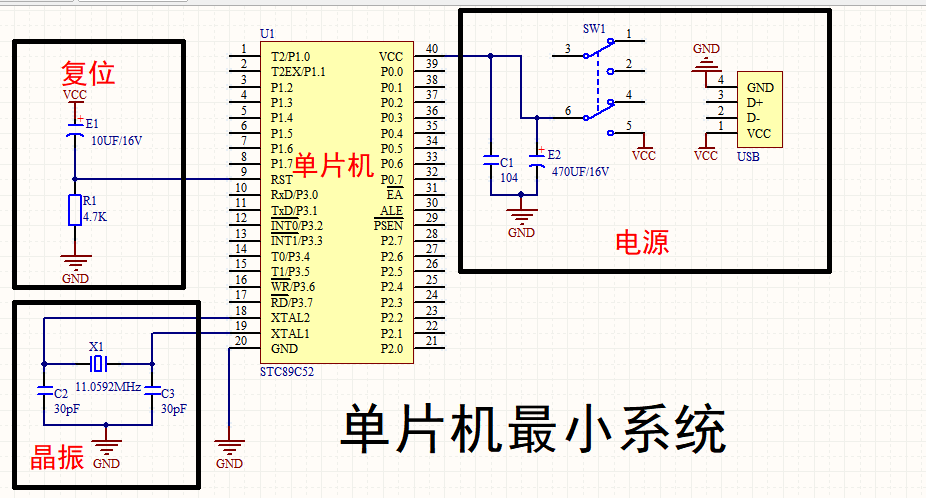 复位
VCC
+
E1
10UF/16V
R1
4.7K
GND
U1
单片机
1 T2/P1.0 VCC 40
2 T2EX/P1.1 P0.0 39
3 P1.2 P0.1 38
4 P1.3 P0.2 37
5 P1.4 P0.3 36
6 P1.5 P0.4 35
7 P1.6 P0.5 34
8 P1.7 P0.6 33
9 RST P0.7 32
10 RxD/P3.0 EA 31
11 TxD/P3.1 ALE 30
12 INT0/P3.2 PSEN 29
13 INT1/P3.3 P2.7 28
14 T0/P3.4 P2.6 27
15 T1/P3.5 P2.5 26
16 WR/P3.6 P2.4 25
17 RD/P3.7 P2.3 24
18 XTAL2 P2.2 23
19 XTAL1 P2.1 22
20 GND P2.0 21
STC89C52
GND
SW1
3 1
2
4
6
5
VCC
C1
104
+
E2
470UF/16V
GND
GND
4 GND
3 D+
2 D-
1 VCC
VCC
USB
电源
X1
11.0592MHz
C2
30pF
C3
30pF
GND
晶振
单片机最小系统